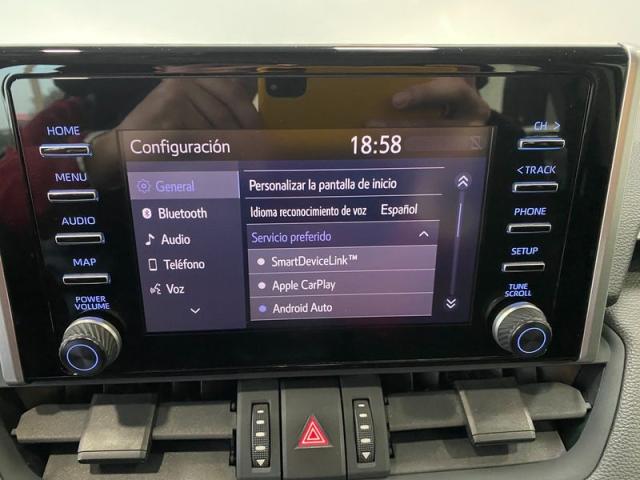 HOME
MENU
AUDIO
MAP
POWER
VOLUME
Configuración
18:58
General
Bluetooth
Audio
Teléfono
Voz
Personalizar la pantalla de inicio
Idioma reconocimiento de voz Español
Servicio preferido
SmartDeviceLink™
Apple CarPlay
Android Auto
CH >
< TRACK
PHONE
SETUP
TUNE
SCROLL